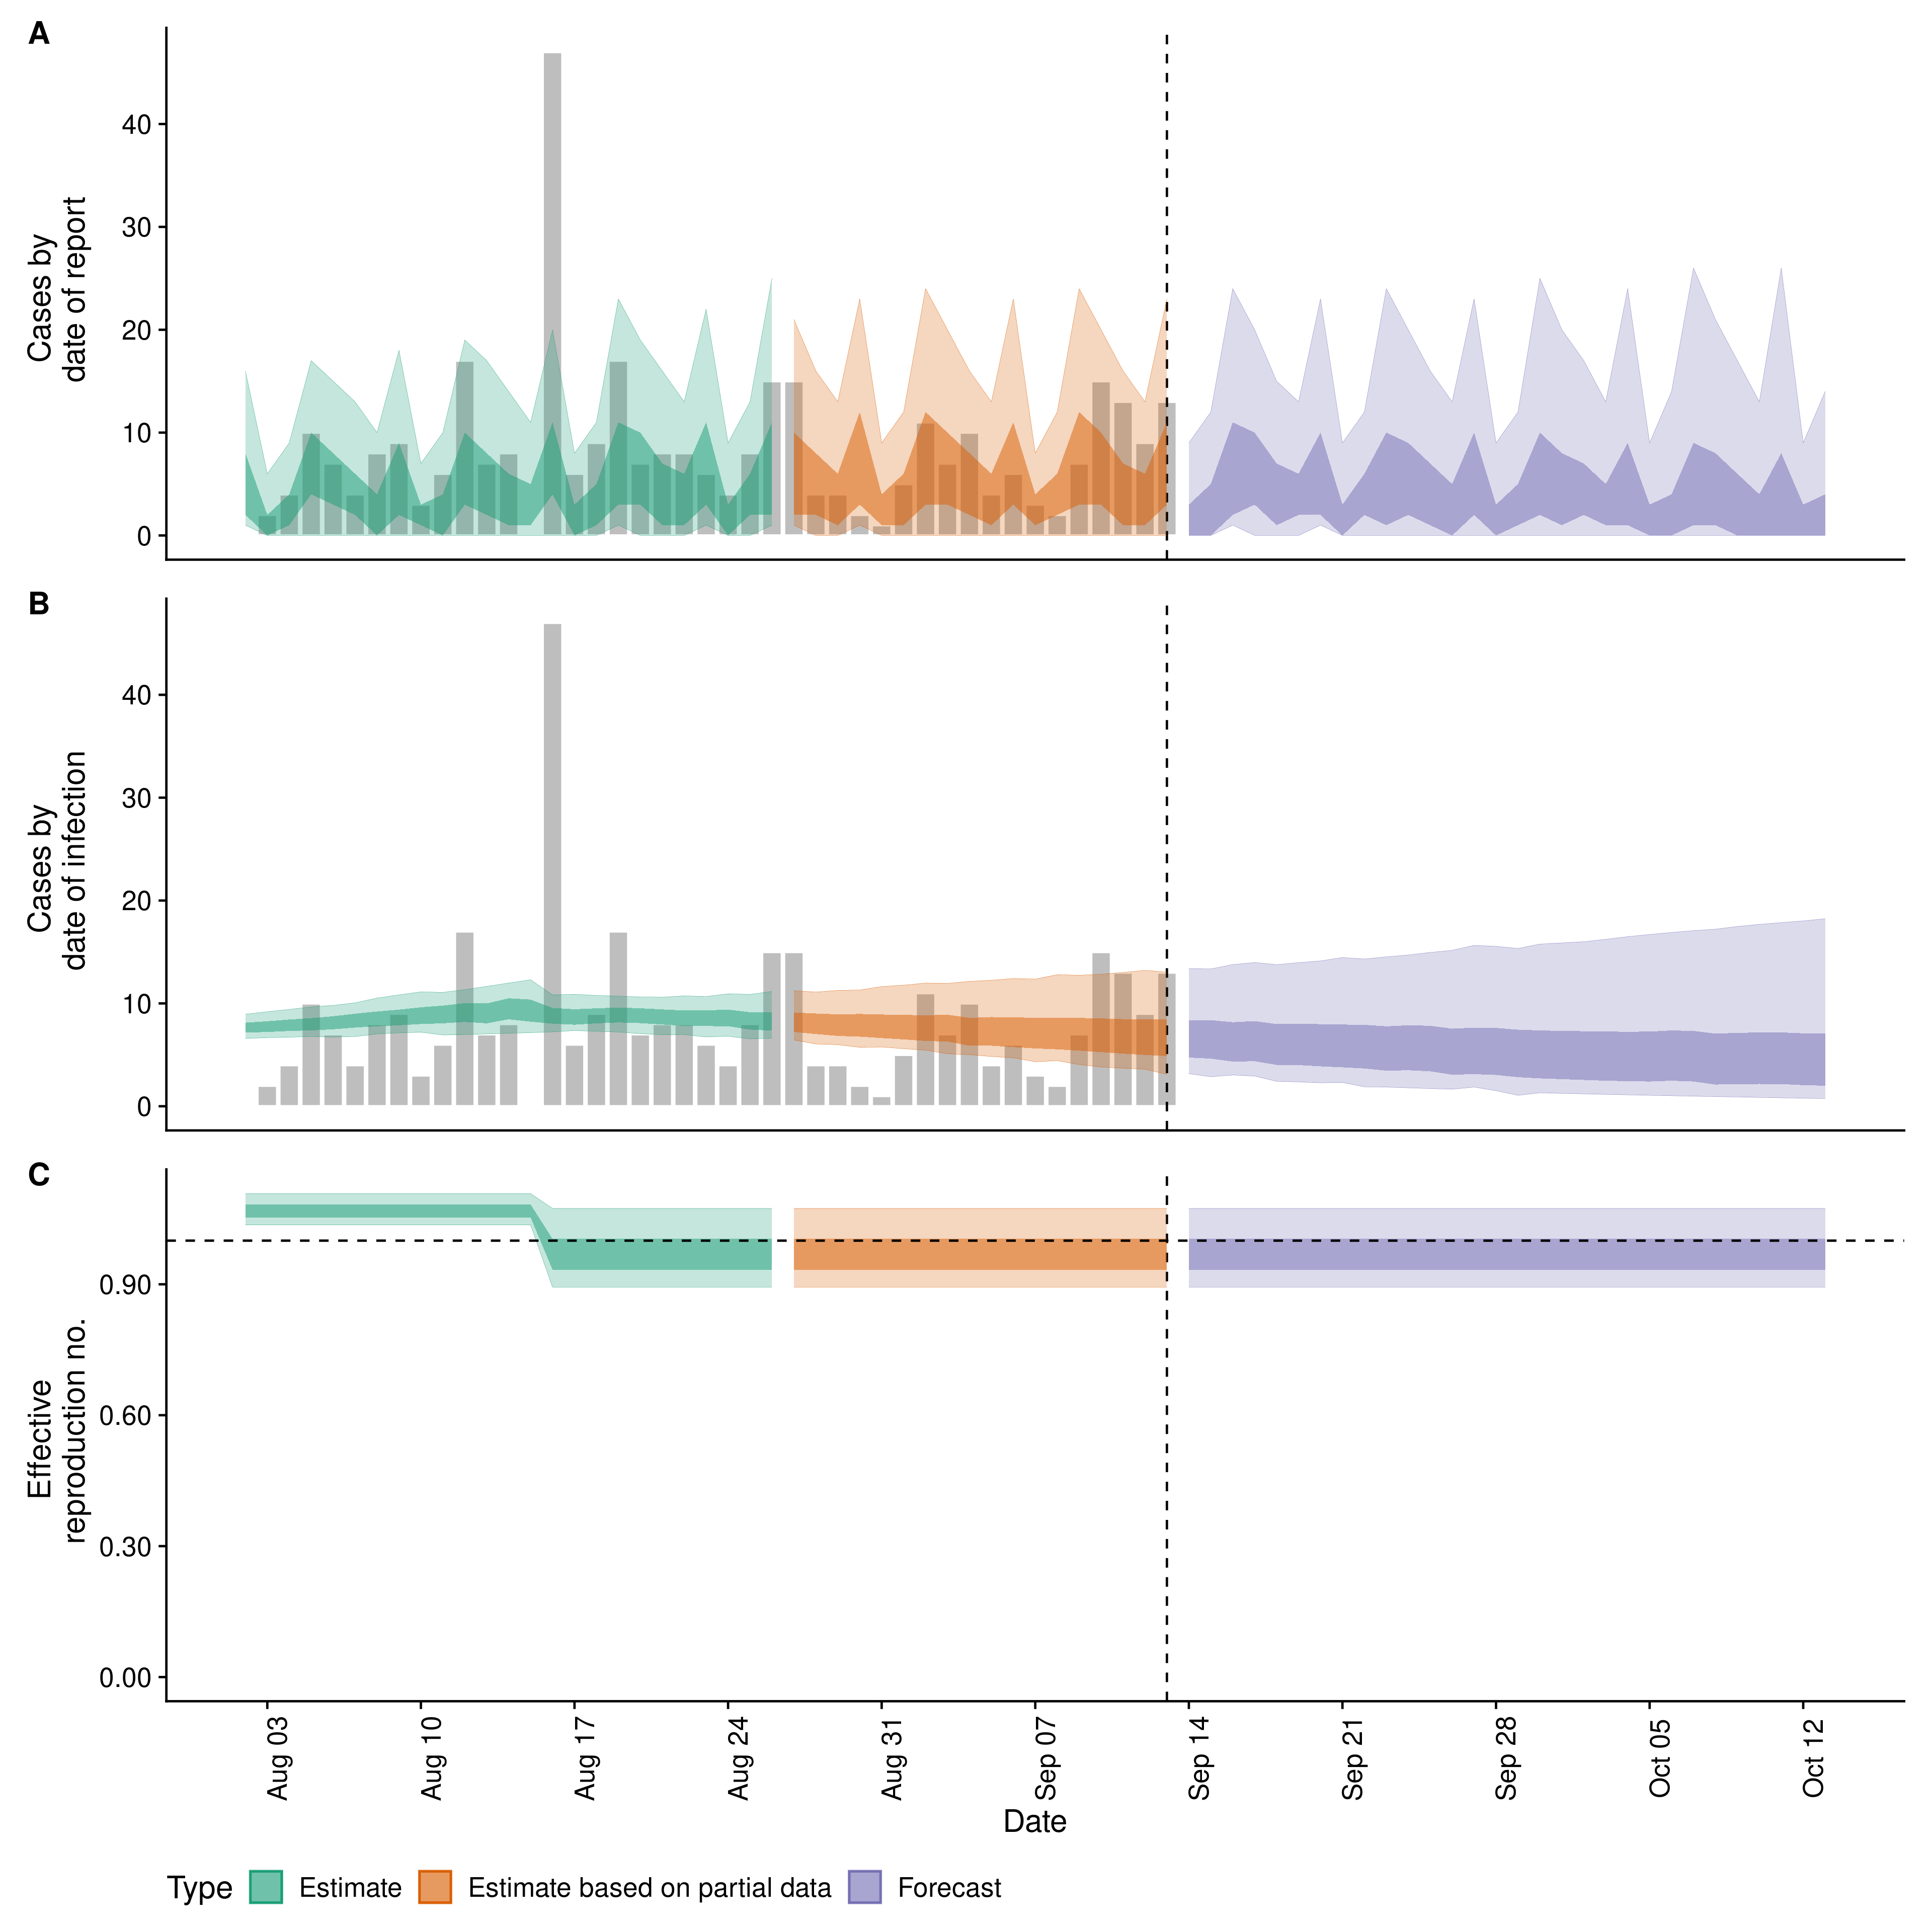 A
Cases by
date of report
40
30
20
10
0
B
Cases by
date of infection
40
30
20
10
0
C
Effective
reproduction no.
0.90
0.60
0.30
0.00
Aug 03
Aug 10
Aug 17
Aug 24
Aug 31
Sep 07
Sep 14
Sep 21
Sep 28
Oct 05
Oct 12
Date
Type Estimate Estimate based on partial data Forecast